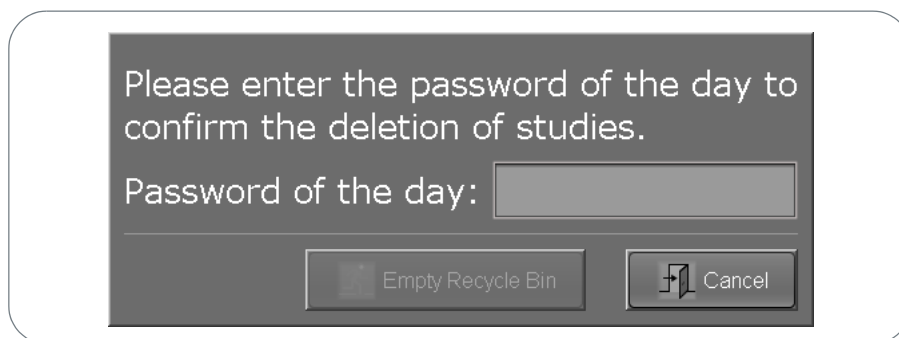 Please enter the password of the day to
confirm the deletion of studies.
Password of the day:
Empty Recycle Bin
Cancel